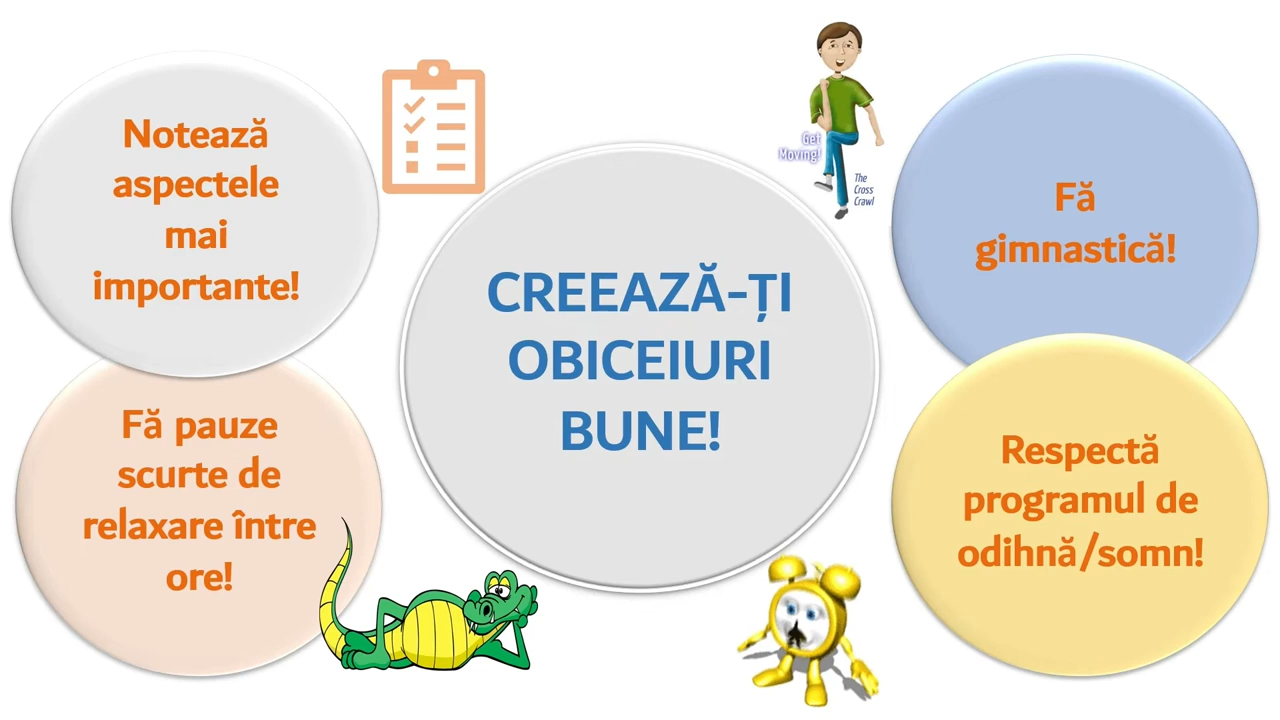 Notează
aspectele
mai
importante!
Get
Moving!
The
Cross
Crawl
Fă
gimnastică!
CREEAZĂ-ȚI
OBICEIURI
BUNE!
Fă pauze
scurte de
relaxare între
ore!
Respectă
programul de
odihnă/somn!